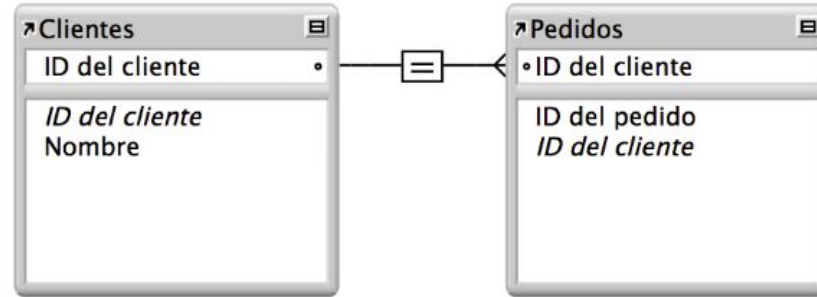 Clientes
ID del cliente
ID del cliente
Nombre
Pedidos
ID del cliente
ID del pedido
ID del cliente